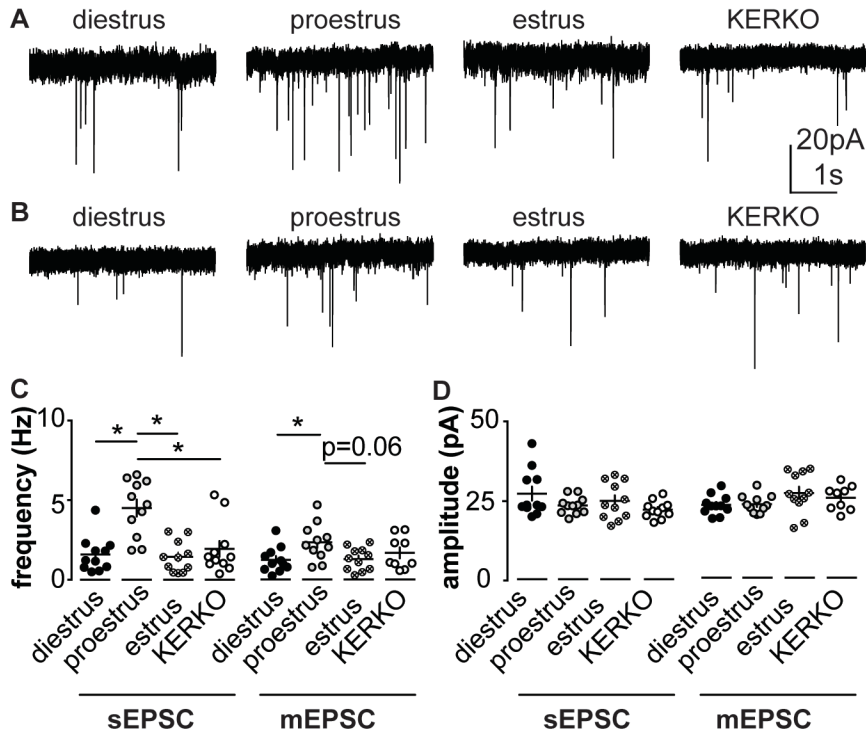 A
diestrus proestrus estrus KERKO
20pA
1s
B
diestrus proestrus estrus KERKO
C
frequency (Hz)
10
5
0
* * * * p=0.06
diestrus proestrus estrus KERKO diestrus proestrus estrus KERKO
sEPSC mEPSC
D
amplitude (pA)
50
25
0
diestrus proestrus estrus KERKO diestrus proestrus estrus KERKO
sEPSC mEPSC